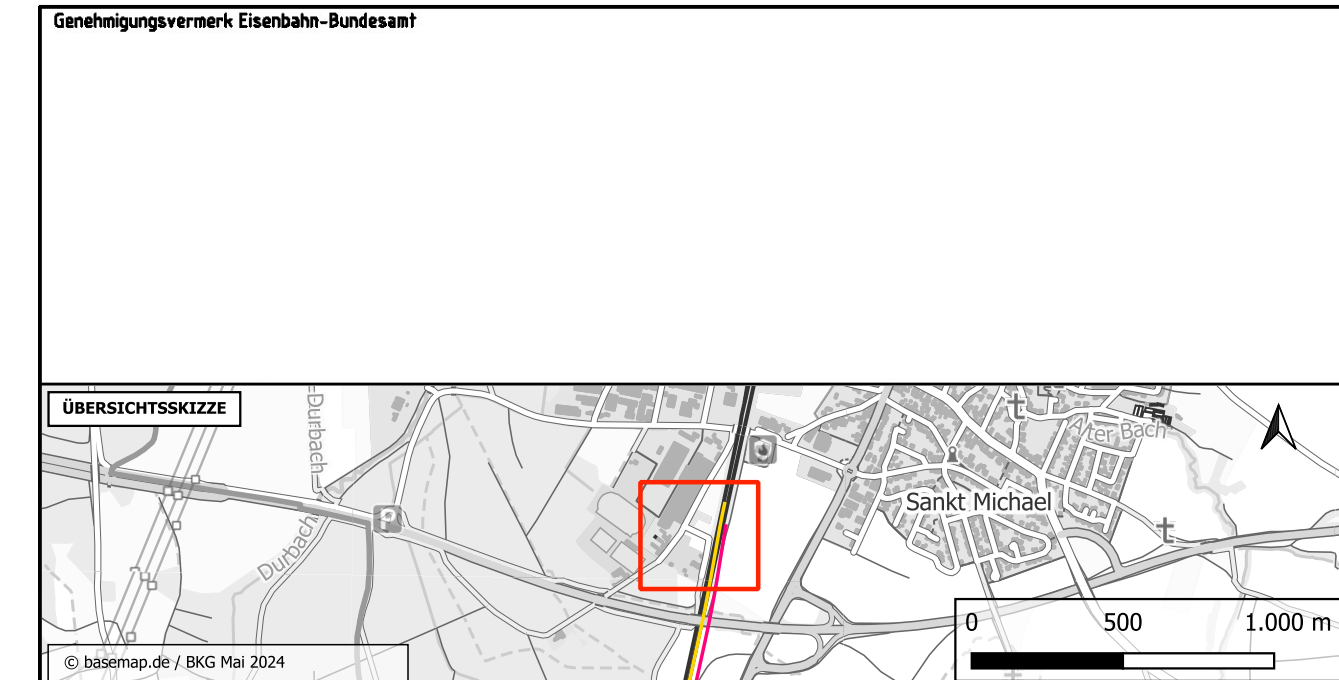 Genehmigungsvermerk Eisenbahn-Bundesamt
ÜBERSICHTSSKIZZE
Durbach
Alter Bach
Sankt Michael
Durbach
0 500 1.000 m
© basemap.de / BKG Mai 2024